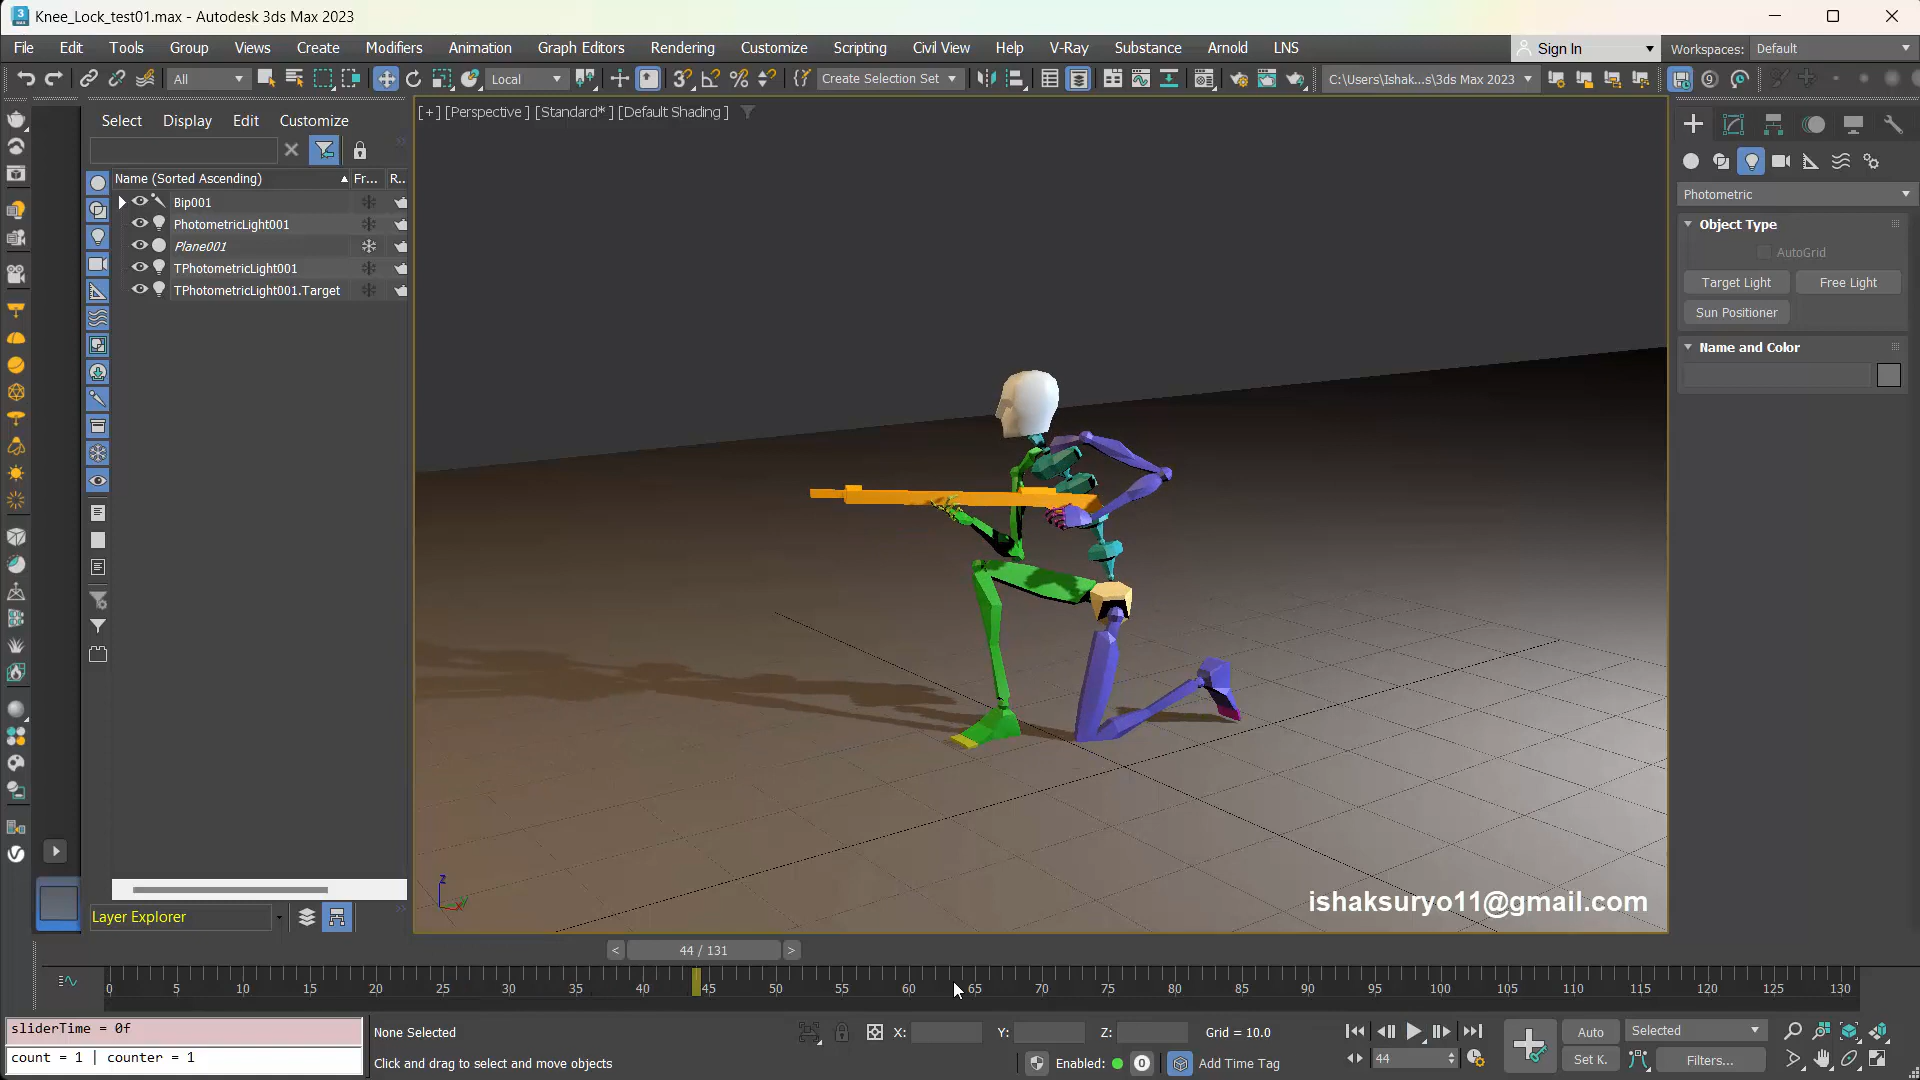 Knee_Lock_test01.max - Autodesk 3ds Max 2023
File Edit Tools Group Views Create Modifiers Animation Graph Editors Rendering Customize Scripting Civil View Help V-Ray Substance Arnold LNS Sign In Workspaces: Default
All Local Create Selection Set C:\Users\Ishak...s\3ds Max 2023
Select Display Edit Customize
[+] [Perspective ] [Standard* ] [Default Shading ]
Name (Sorted Ascending) Fr... R..
Bip001
PhotometricLight001
Plane001
TPhotometricLight001
TPhotometricLight001.Target
Photometric
Object Type
AutoGrid
Target Light Free Light
Sun Positioner
Name and Color
ishaksuryo11@gmail.com
Layer Explorer
< 44 / 131 >
0 5 10 15 20 25 30 35 40 45 50 55 60 65 70 75 80 85 90 95 100 105 110 115 120 125 130
sliderTime = 0f
count = 1 | counter = 1
None Selected
X: Y: Z: Grid = 10.0
Click and drag to select and move objects
Enabled: 0 Add Time Tag
44
Auto Selected
Set K. Filters...
Z